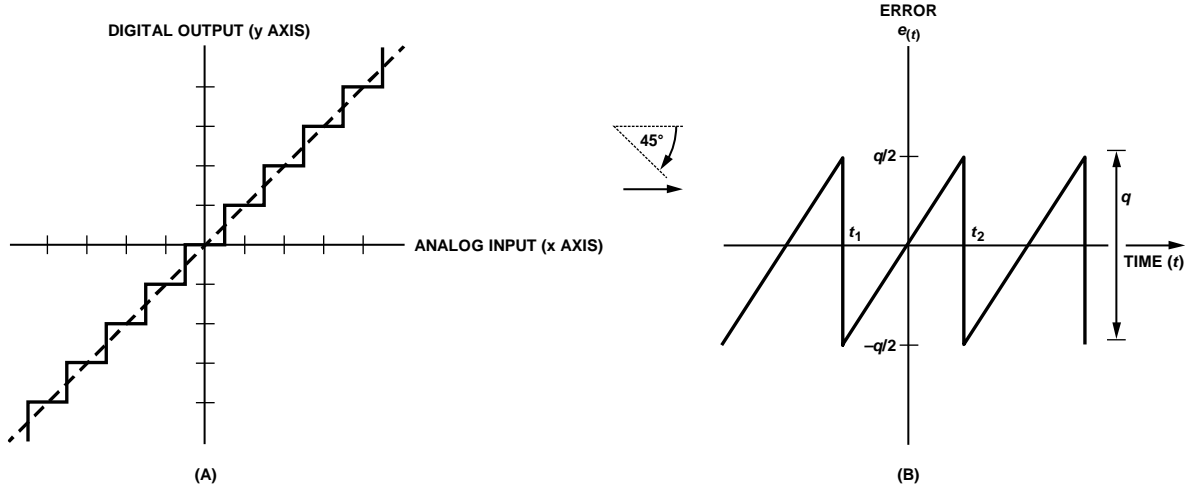 DIGITAL OUTPUT (y AXIS)
ANALOG INPUT (x AXIS)
(A)
45°
ERROR
e(t)
q/2
q
t1
t2
TIME (t)
–q/2
(B)